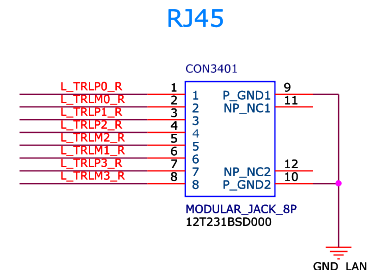 RJ45
CON3401
L_TRLP0_R 1 1 P_GND1 9
L_TRLM0_R 2 2 NP_NC1 11
L_TRLP1_R 3 3
L_TRLP2_R 4 4
L_TRLM2_R 5 5
L_TRLM1_R 6 6
L_TRLP3_R 7 7 NP_NC2 12
L_TRLM3_R 8 8 P_GND2 10
MODULAR_JACK_8P
12T231BSD000
GND_LAN